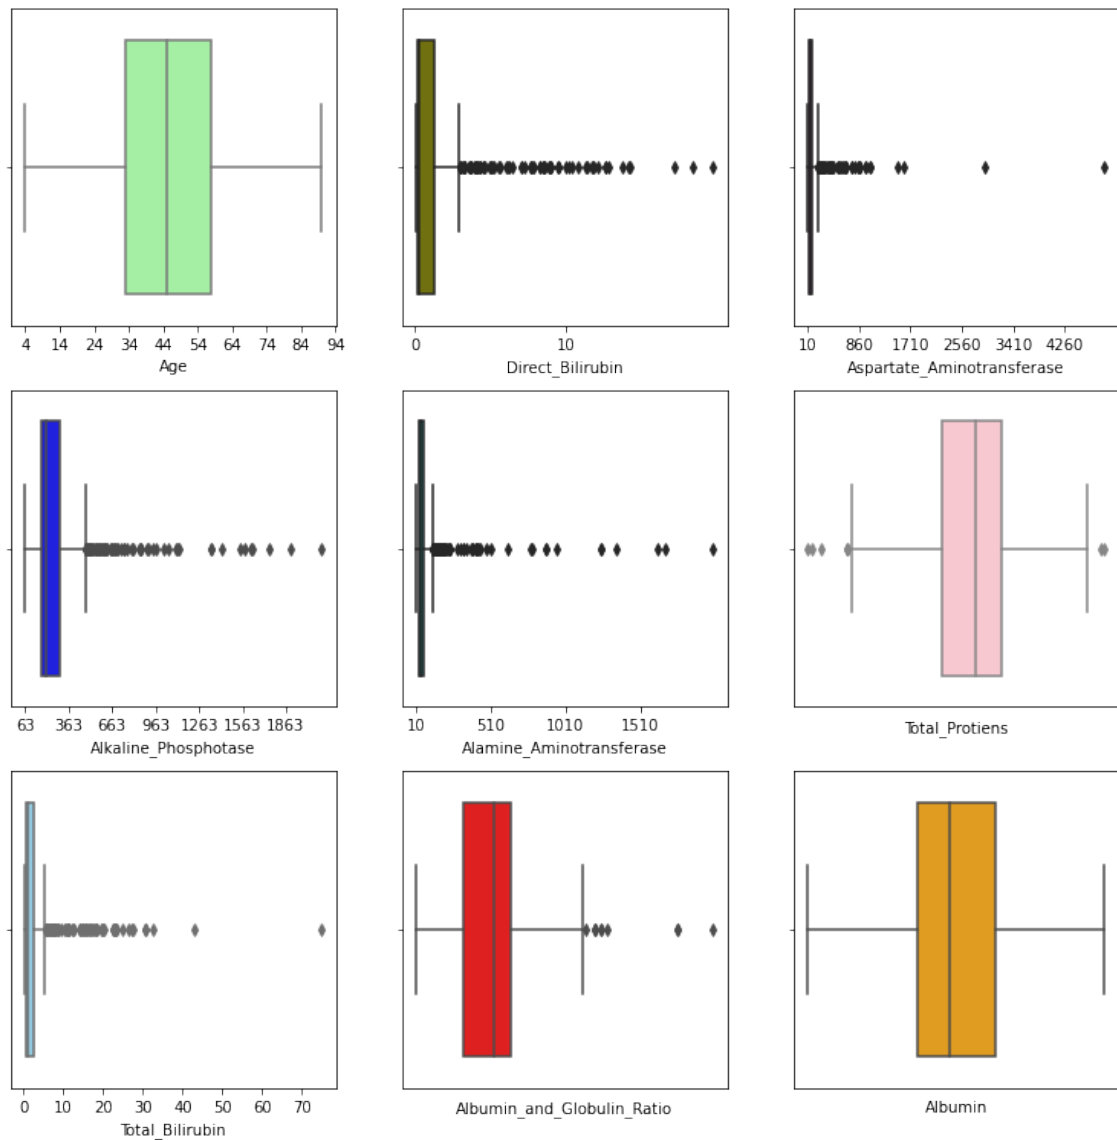 4 14 24 34 44 54 64 74 84 94
Age
0 10
Direct_Bilirubin
10 860 1710 2560 3410 4260
Aspartate_Aminotransferase
63 363 663 963 1263 1563 1863
Alkaline_Phosphotase
10 510 1010 1510
Alamine_Aminotransferase
Total_Protiens
0 10 20 30 40 50 60 70
Total_Bilirubin
Albumin_and_Globulin_Ratio
Albumin